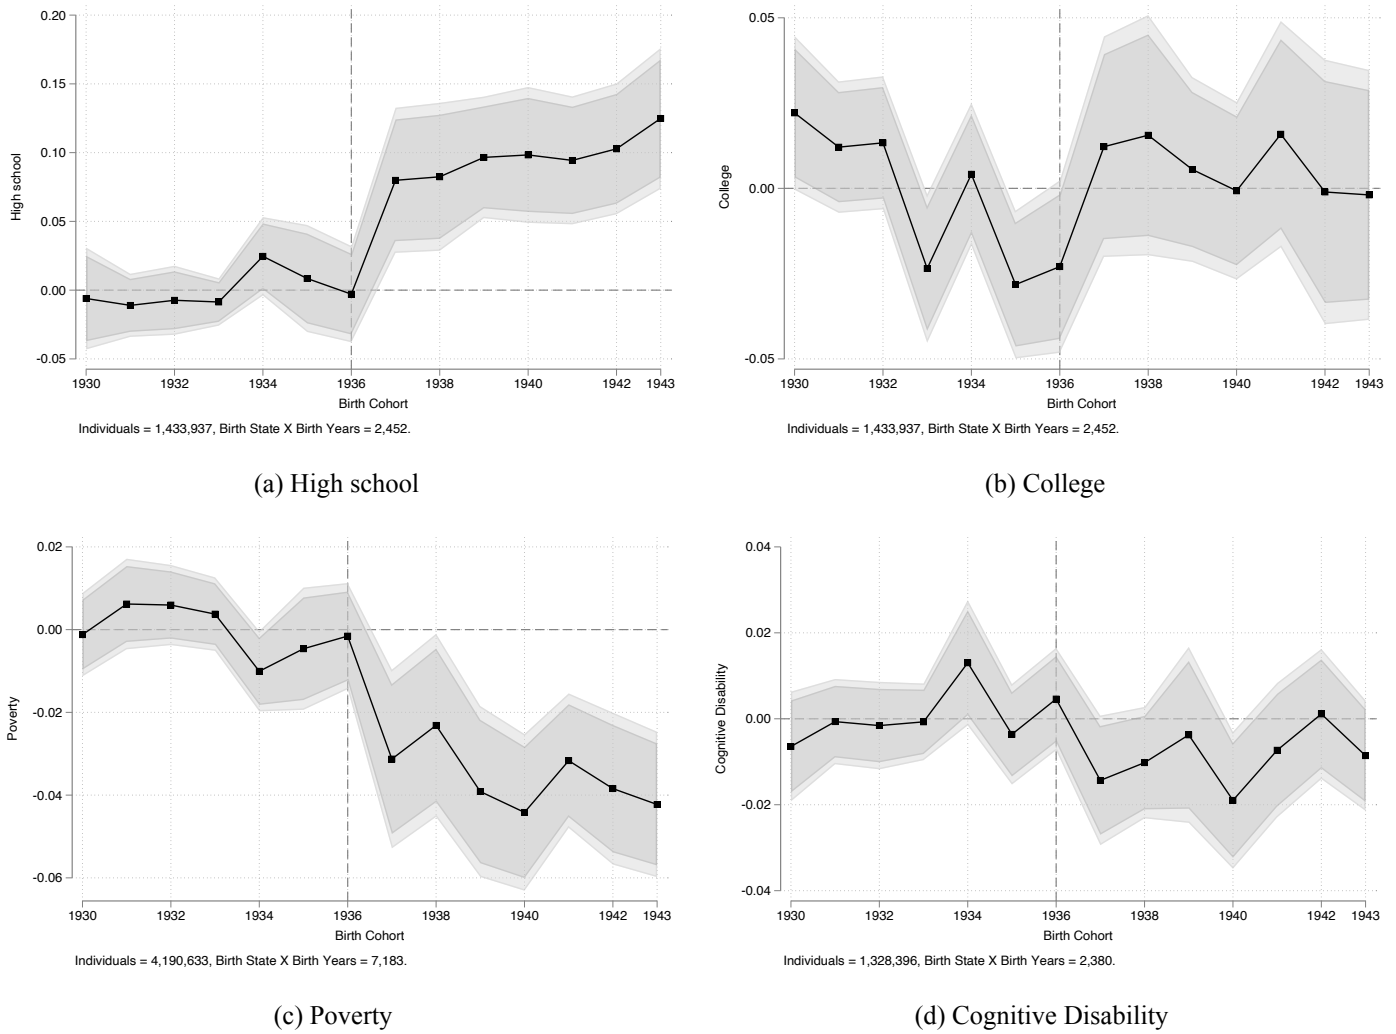 0.20
0.15
0.10
0.05
0.00
-0.05
High school
1930 1932 1934 1936 1938 1940 1942 1943
Birth Cohort
Individuals = 1,433,937, Birth State X Birth Years = 2,452.
(a) High school
0.05
0.00
-0.05
College
1930 1932 1934 1936 1938 1940 1942 1943
Birth Cohort
Individuals = 1,433,937, Birth State X Birth Years = 2,452.
(b) College
0.02
0.00
-0.02
-0.04
-0.06
Poverty
1930 1932 1934 1936 1938 1940 1942 1943
Birth Cohort
Individuals = 4,190,633, Birth State X Birth Years = 7,183.
(c) Poverty
0.04
0.02
0.00
-0.02
-0.04
Cognitive Disability
1930 1932 1934 1936 1938 1940 1942 1943
Birth Cohort
Individuals = 1,328,396, Birth State X Birth Years = 2,380.
(d) Cognitive Disability